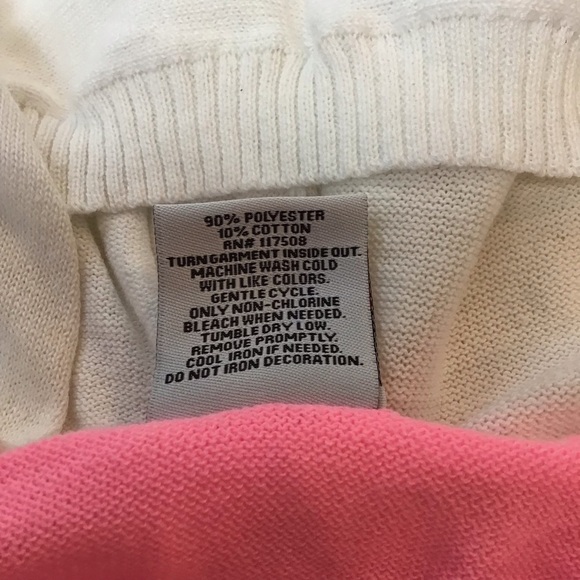 90% POLYESTER
10% COTTON
RN# 117508
TURN GARMENT INSIDE OUT.
MACHINE WASH COLD
WITH LIKE COLORS.
GENTLE CYCLE.
ONLY NON-CHLORINE
BLEACH WHEN NEEDED.
TUMBLE DRY LOW.
REMOVE PROMPTLY.
COOL IRON IF NEEDED.
DO NOT IRON DECORATION.